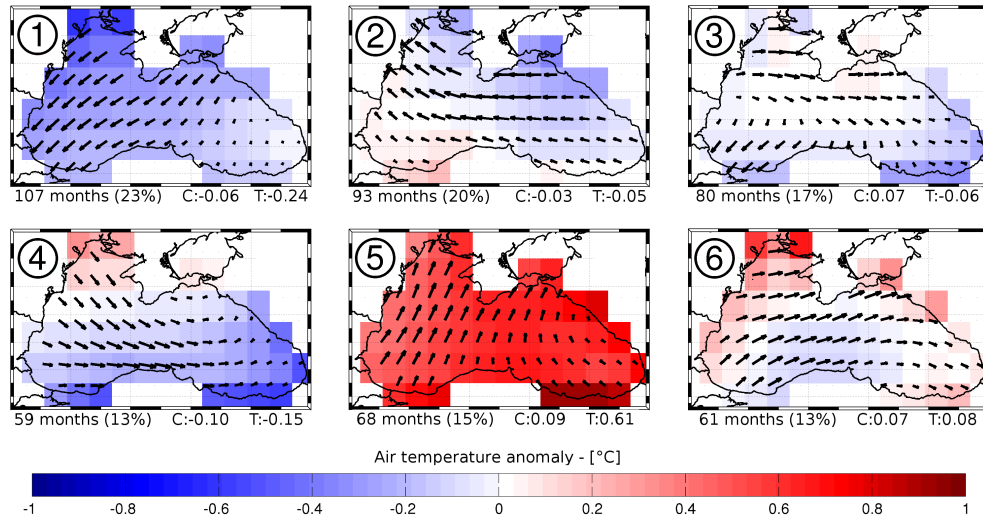 1
2
3
107 months (23%) C:-0.06 T:-0.24
93 months (20%) C:-0.03 T:-0.05
80 months (17%) C:0.07 T:-0.06
4
5
6
59 months (13%) C:-0.10 T:-0.15
68 months (15%) C:0.09 T:0.61
61 months (13%) C:0.07 T:0.08
Air temperature anomaly - [°C]
-1 -0.8 -0.6 -0.4 -0.2 0 0.2 0.4 0.6 0.8 1